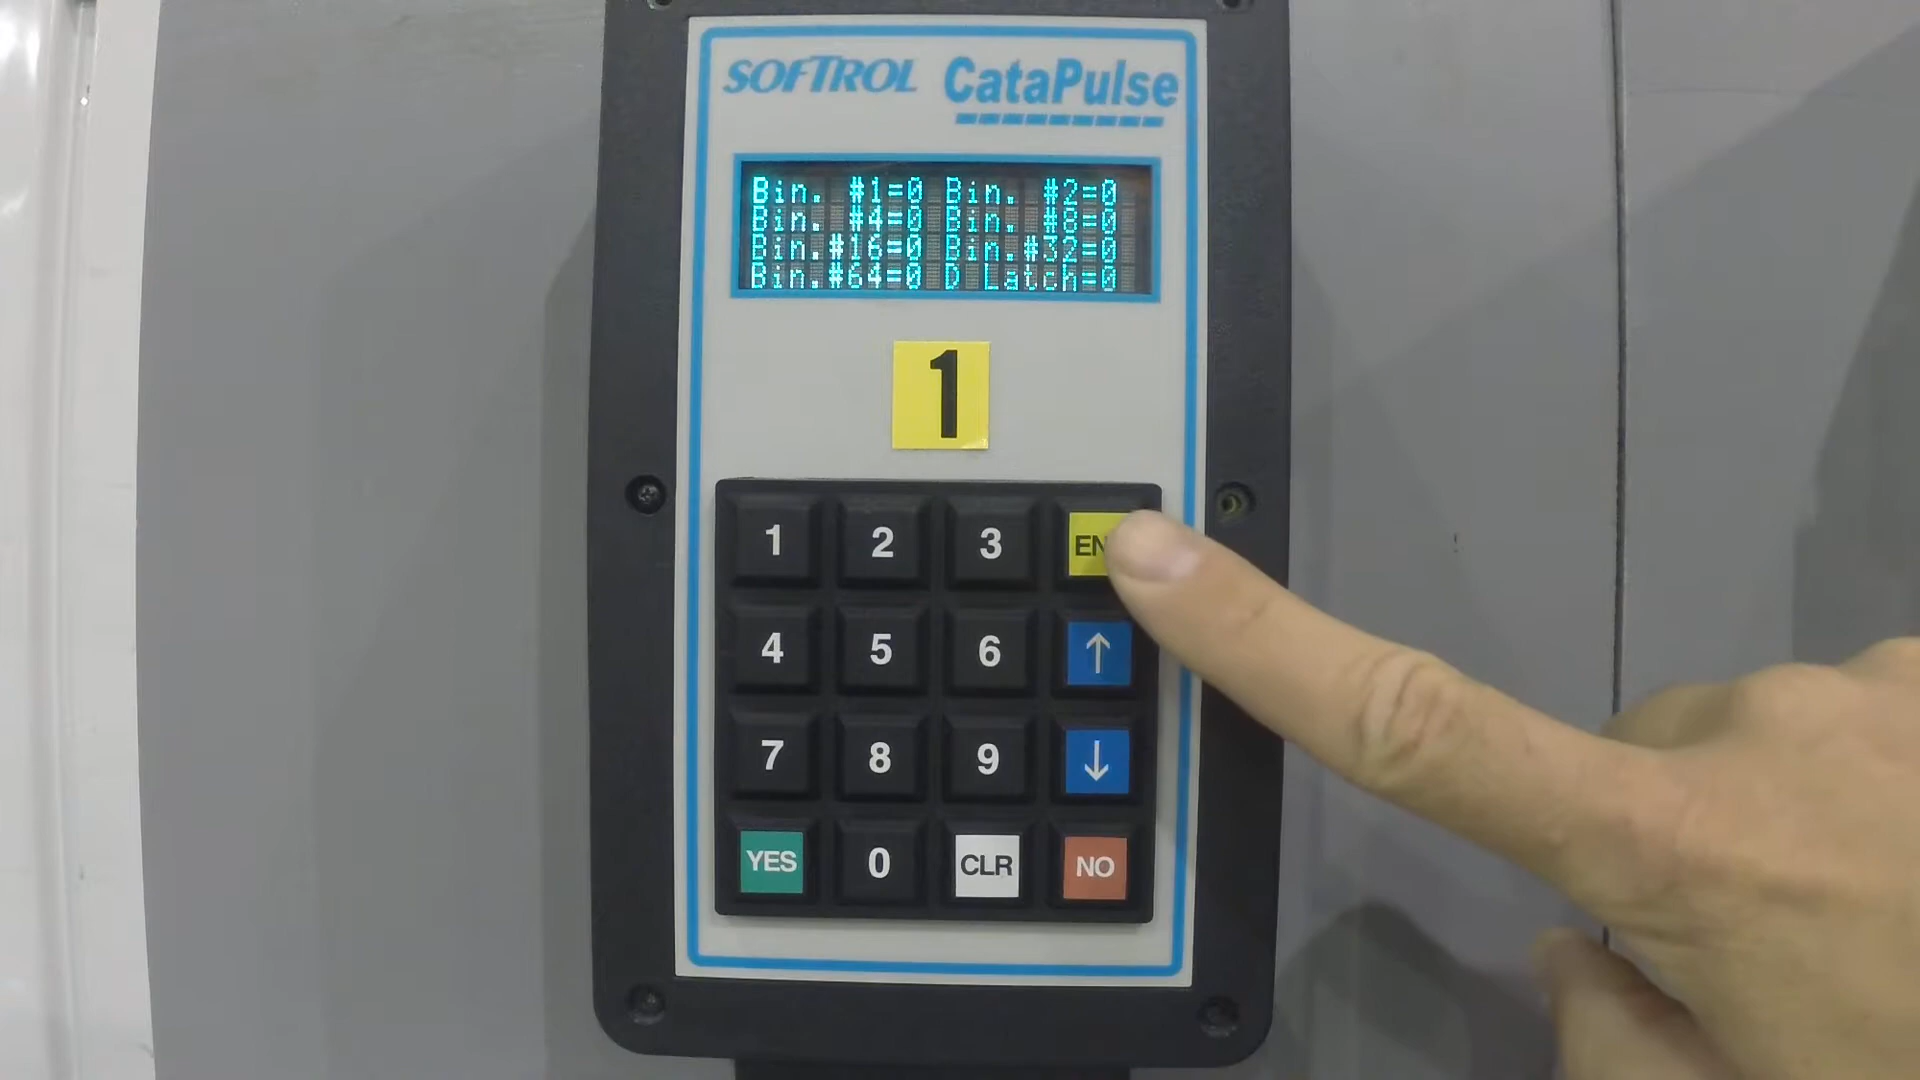 SOFTROL CataPulse
Bin. #1=0 Bin. #2=0
Bin. #4=0 Bin. #8=0
Bin.#16=0 Bin.#32=0
Bin.#64=0 D Latch=0
1
1 2 3 EN
4 5 6 ↑
7 8 9 ↓
YES 0 CLR NO